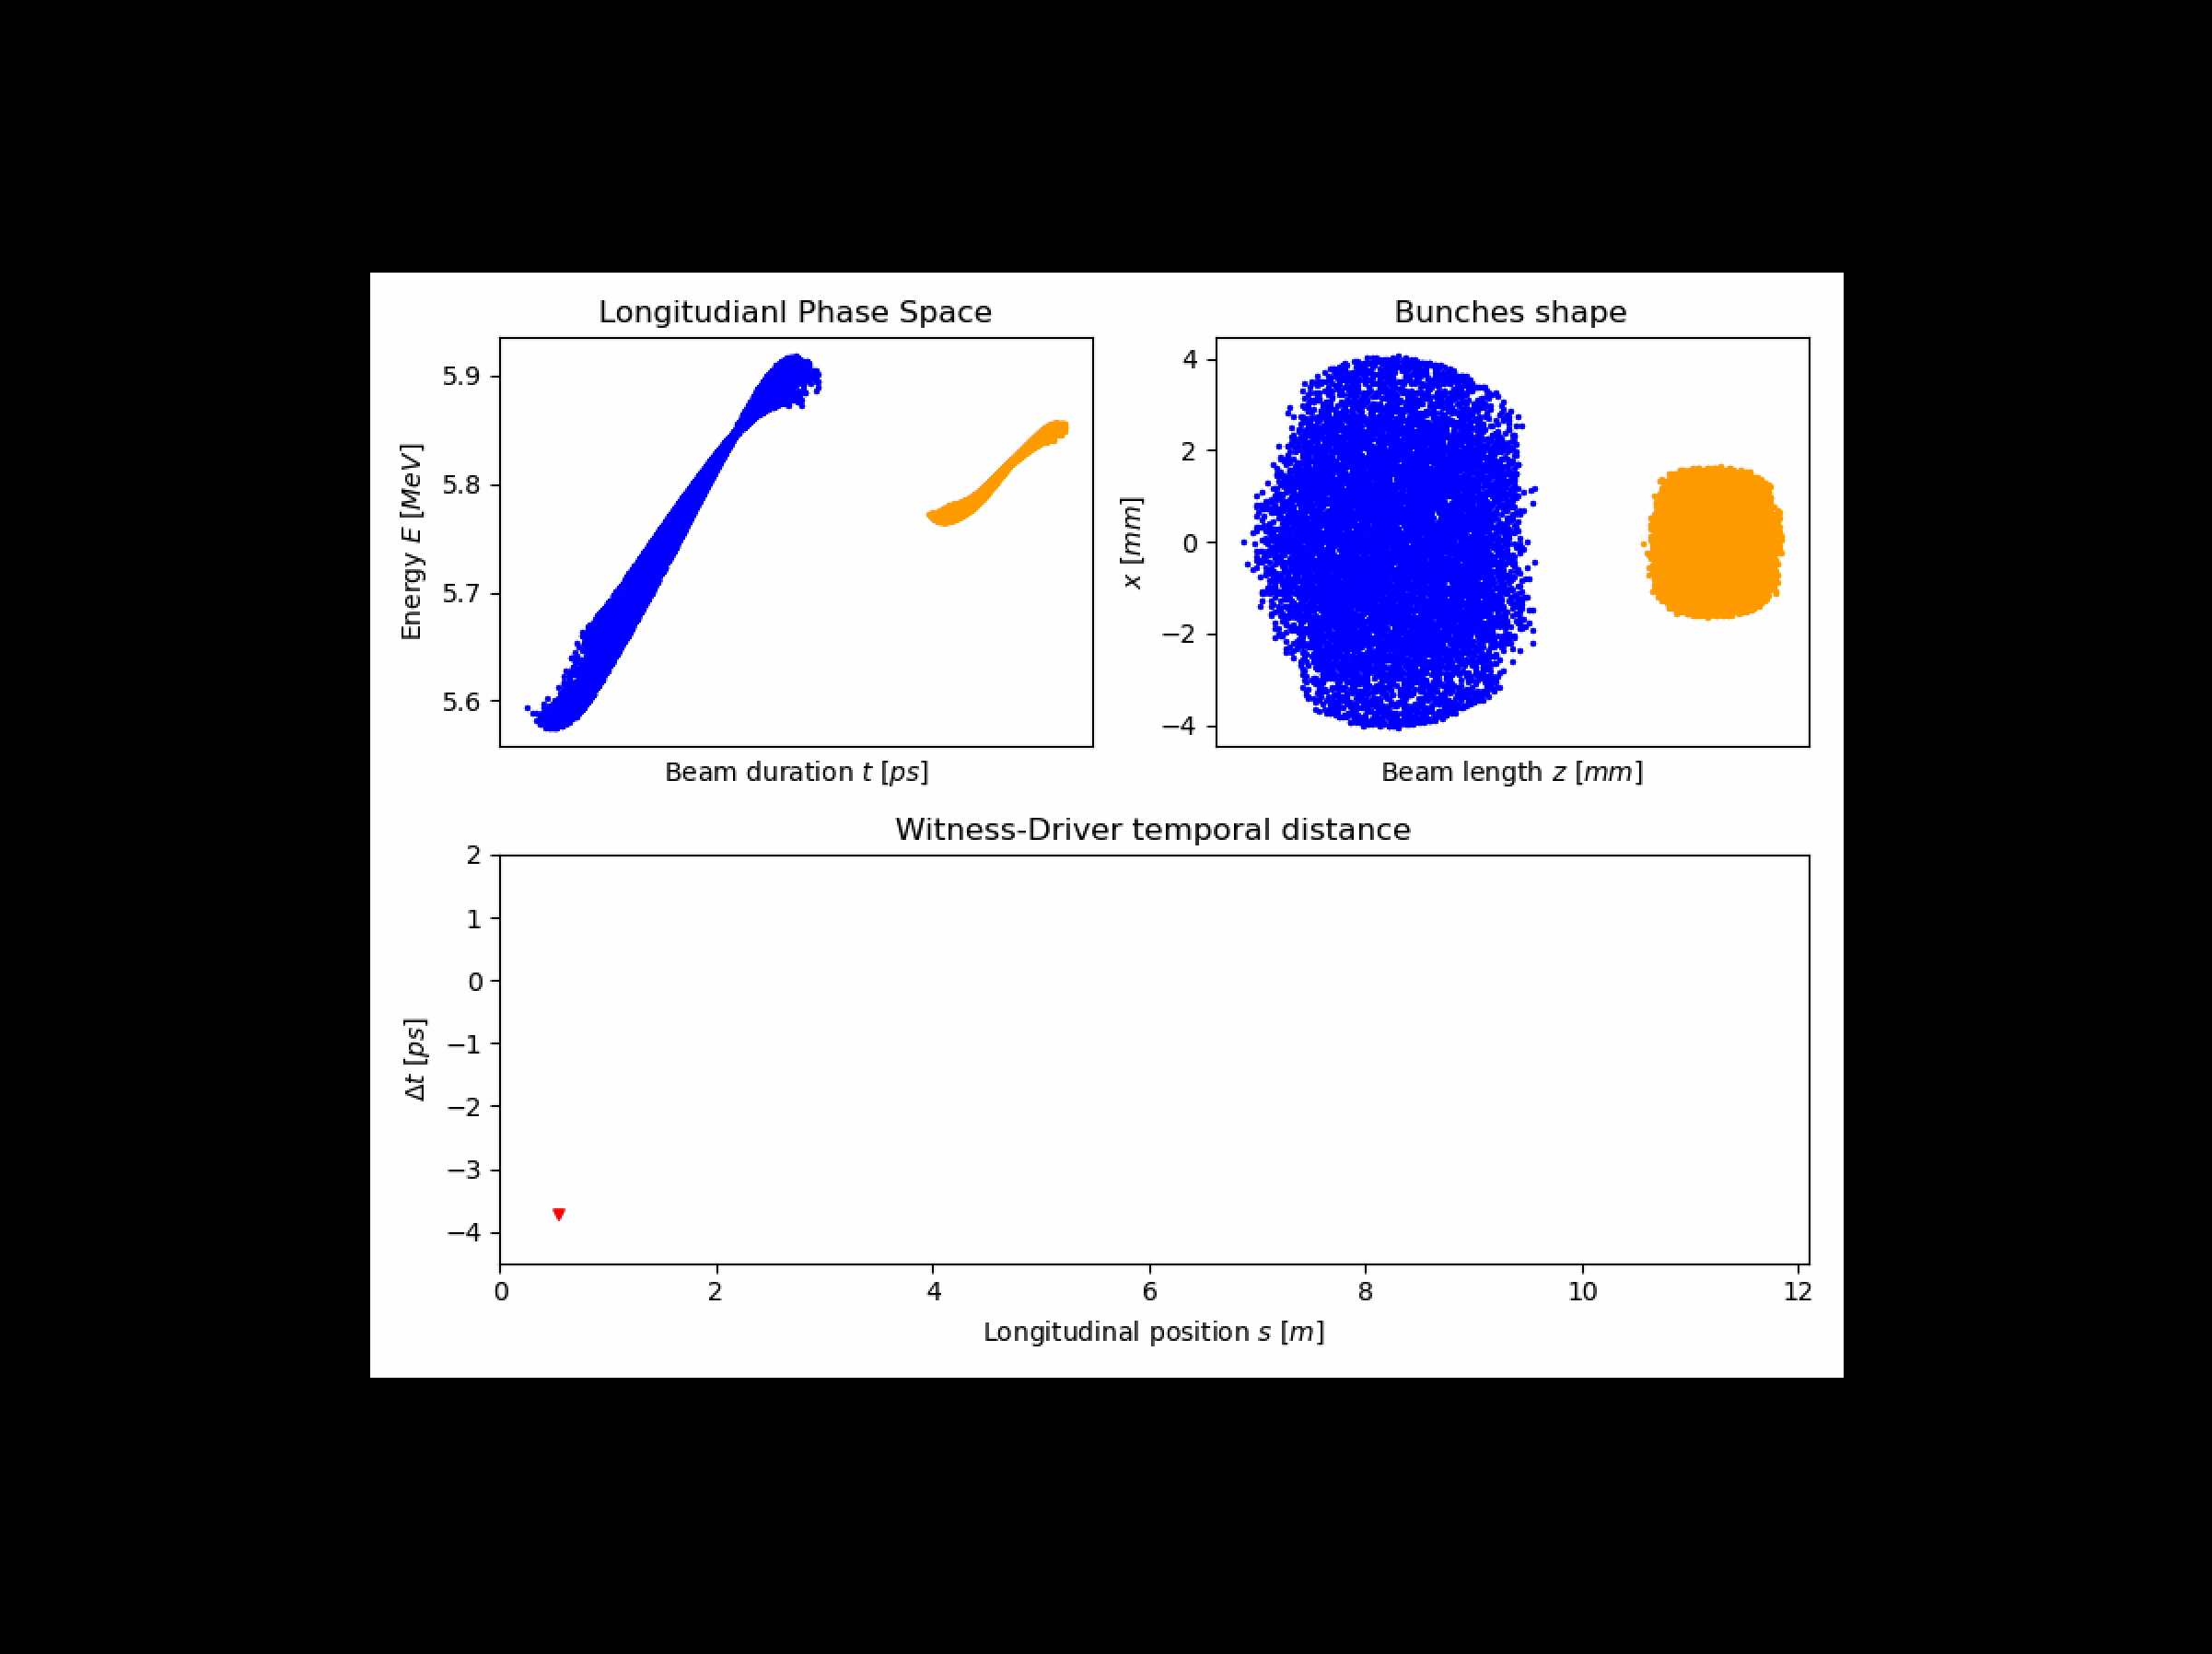 Longitudianl Phase Space
Bunches shape
5.9
5.8
5.7
5.6
Energy E [MeV]
Beam duration t [ps]
4
2
0
−2
−4
x [mm]
Beam length z [mm]
Witness-Driver temporal distance
2
1
0
−1
−2
−3
−4
Δt [ps]
0 2 4 6 8 10 12
Longitudinal position s [m]